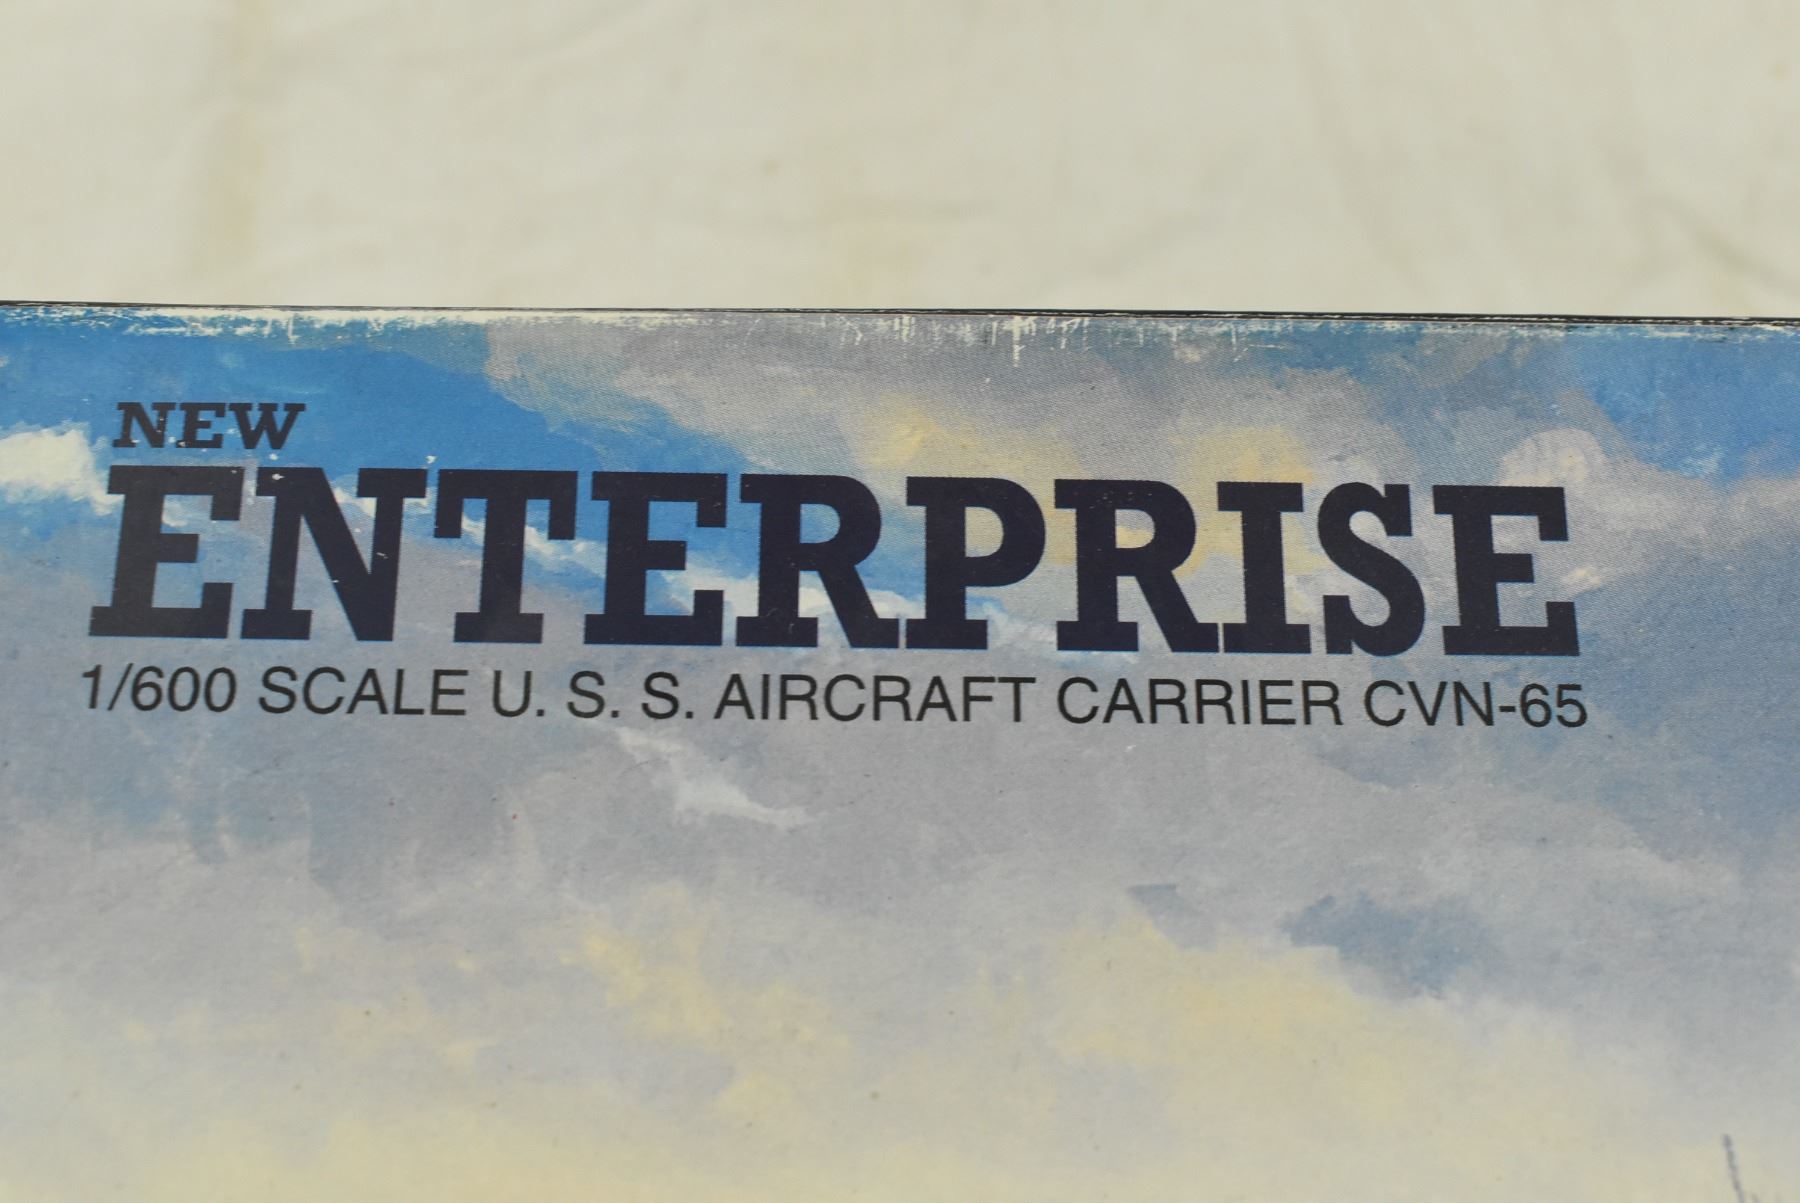 NEW
ENTERPRISE
1/600 SCALE U. S. S. AIRCRAFT CARRIER CVN-65